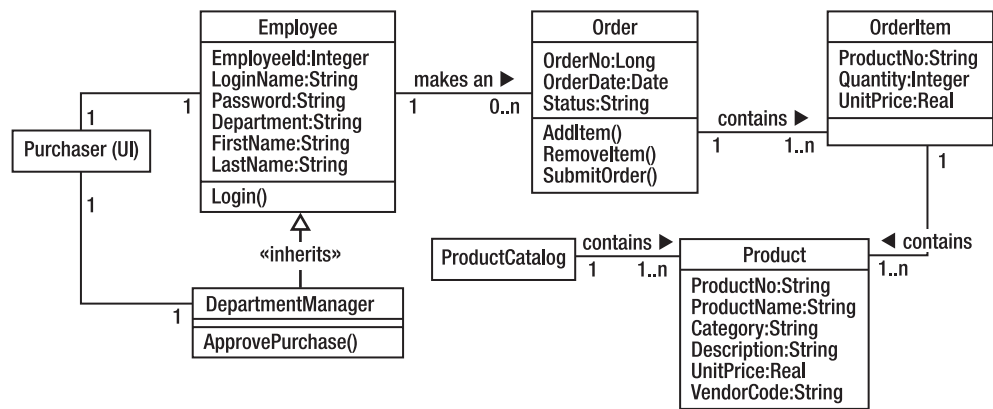 Employee
EmployeeId:Integer
LoginName:String
Password:String
Department:String
FirstName:String
LastName:String
Login()
Purchaser (UI)
1
1
1
1
«inherits»
DepartmentManager
ApprovePurchase()
makes an ▶
1
0..n
Order
OrderNo:Long
OrderDate:Date
Status:String
AddItem()
RemoveItem()
SubmitOrder()
contains ▶
1
1..n
OrderItem
ProductNo:String
Quantity:Integer
UnitPrice:Real
1
◀ contains
1..n
ProductCatalog
contains ▶
1
1..n
Product
ProductNo:String
ProductName:String
Category:String
Description:String
UnitPrice:Real
VendorCode:String